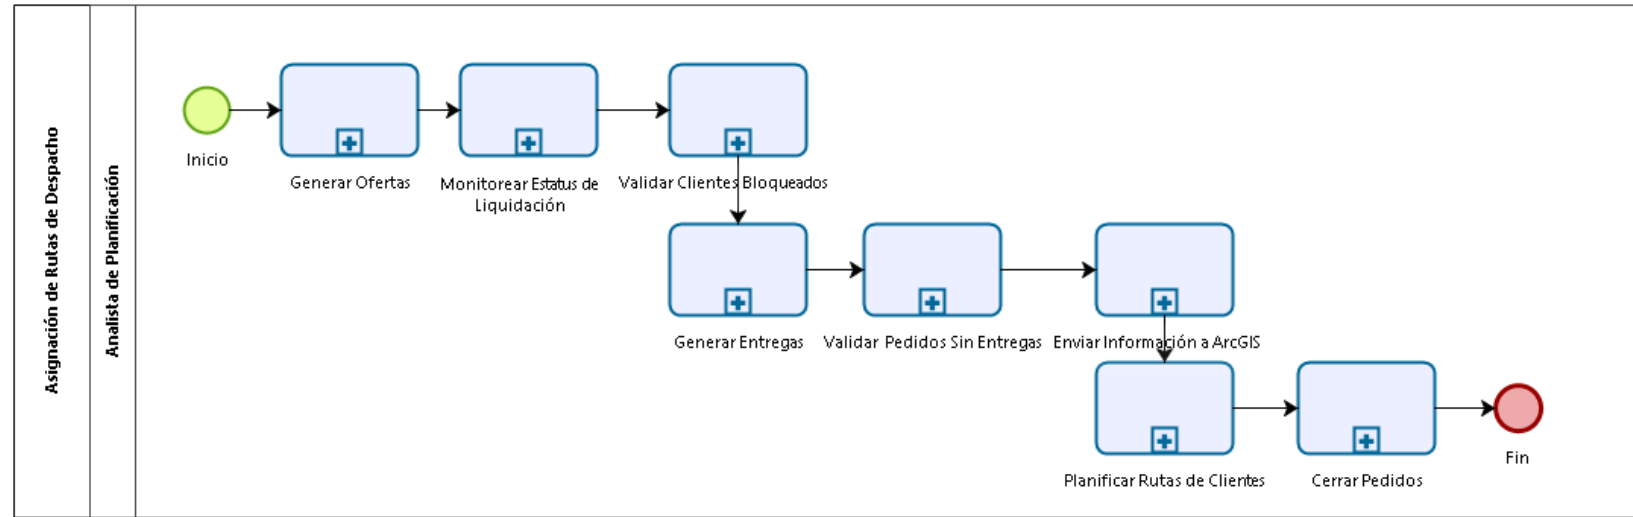 Asignación de Rutas de Despacho
Analista de Planificación
Inicio
Generar Ofertas
Monitorear Estatus de
Liquidación
Validar Clientes Bloqueados
Generar Entregas
Validar Pedidos Sin Entregas
Enviar Información a ArcGIS
Planificar Rutas de Clientes
Cerrar Pedidos
Fin